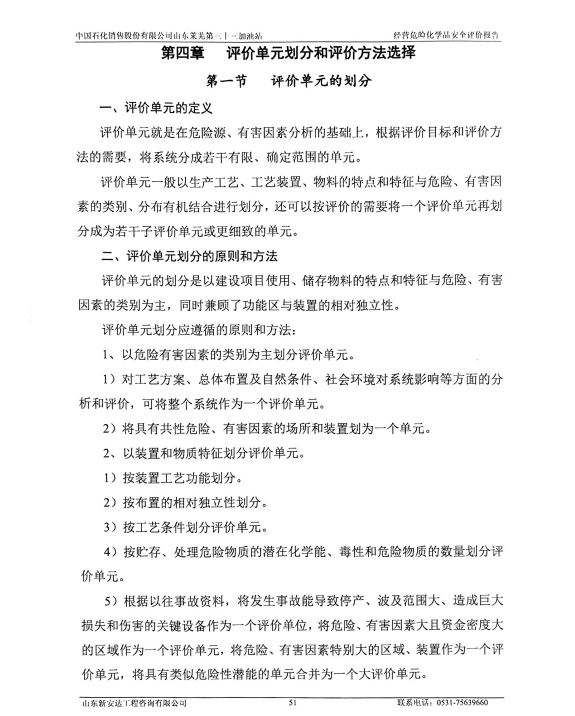 中国石化销售股份有限公司山东莱芜第三十三加油站 经营危险化学品安全评价报告
第四章 评价单元划分和评价方法选择
第一节 评价单元的划分
一、评价单元的定义
评价单元就是在危险源、有害因素分析的基础上，根据评价目标和评价方
法的需要，将系统分成若干有限、确定范围的单元。
评价单元一般以生产工艺、工艺装置、物料的特点和特征与危险、有害因
素的类别、分布有机结合进行划分，还可以按评价的需要将一个评价单元再划
分成为若干子评价单元或更细致的单元。
二、评价单元划分的原则和方法
评价单元的划分是以建设项目使用、储存物料的特点和特征与危险、有害
因素的类别为主，同时兼顾了功能区与装置的相对独立性。
评价单元划分应遵循的原则和方法：
1、以危险有害因素的类别为主划分评价单元。
1）对工艺方案、总体布置及自然条件、社会环境对系统影响等方面的分
析和评价，可将整个系统作为一个评价单元。
2）将具有共性危险、有害因素的场所和装置划为一个单元。
2、以装置和物质特征划分评价单元。
1）按装置工艺功能划分。
2）按布置的相对独立性划分。
3）按工艺条件划分评价单元。
4）按贮存、处理危险物质的潜在化学能、毒性和危险物质的数量划分评
价单元。
5）根据以往事故资料，将发生事故能导致停产、波及范围大、造成巨大
损失和伤害的关键设备作为一个评价单位，将危险、有害因素大且资金密度大
的区域作为一个评价单元，将危险、有害因素特别大的区域、装置作为一个评
价单元，将具有类似危险性潜能的单元合并为一个大评价单元。
山东新安达工程咨询有限公司 51 联系电话：0531-75639660